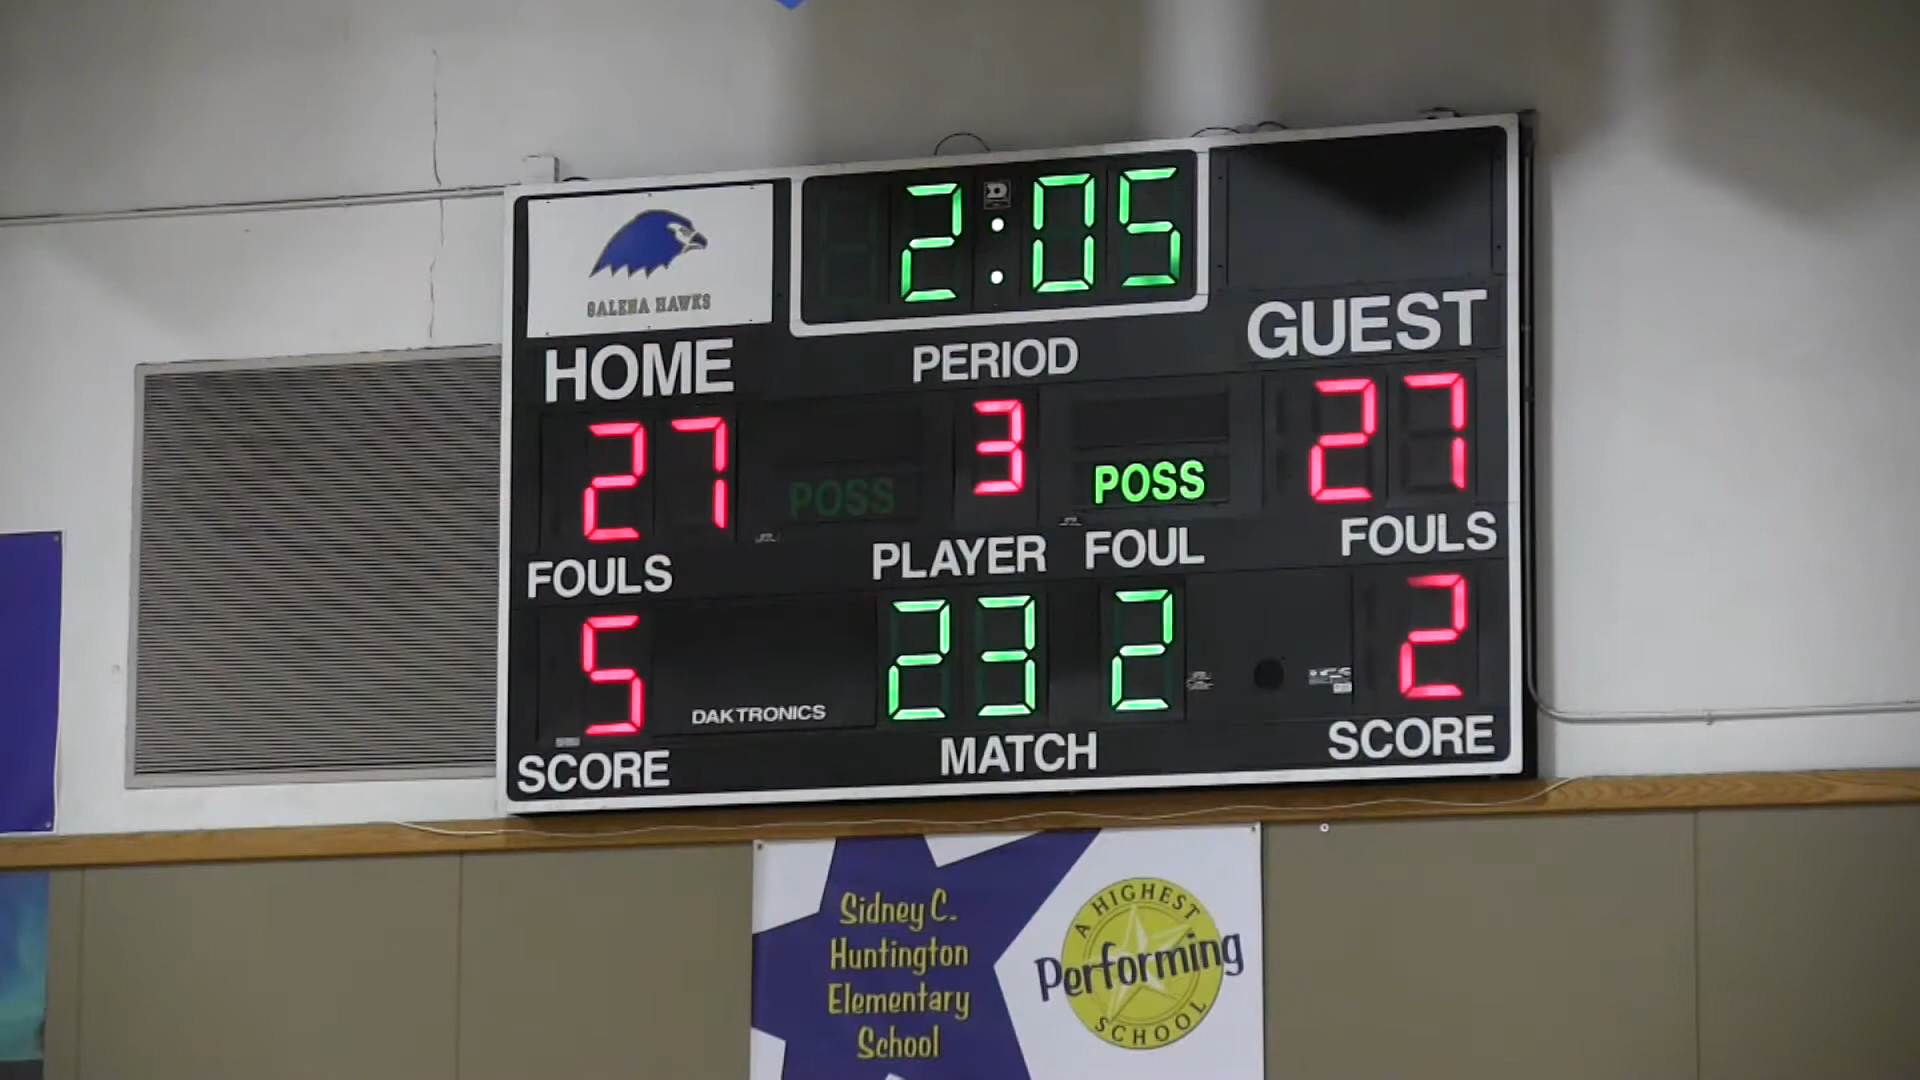 2:05
GALENA HAWKS
HOME
PERIOD
GUEST
27
POSS
3
POSS
27
FOULS
PLAYER
FOUL
FOULS
5
DAKTRONICS
23
2
2
SCORE
MATCH
SCORE
Sidney C.
Huntington
Elementary
School
A HIGHEST
Performing
SCHOOL